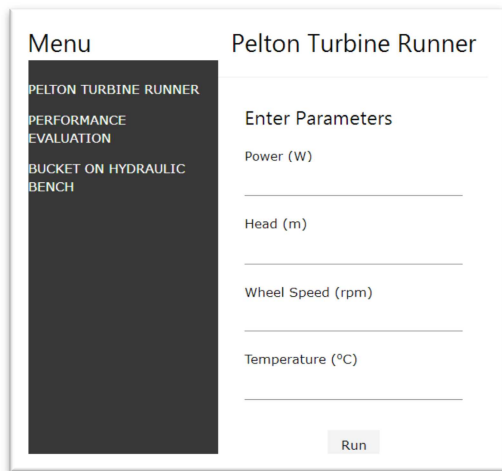 Menu
PELTON TURBINE RUNNER
PERFORMANCE
EVALUATION
BUCKET ON HYDRAULIC
BENCH
Pelton Turbine Runner
Enter Parameters
Power (W)
Head (m)
Wheel Speed (rpm)
Temperature (ºC)
Run